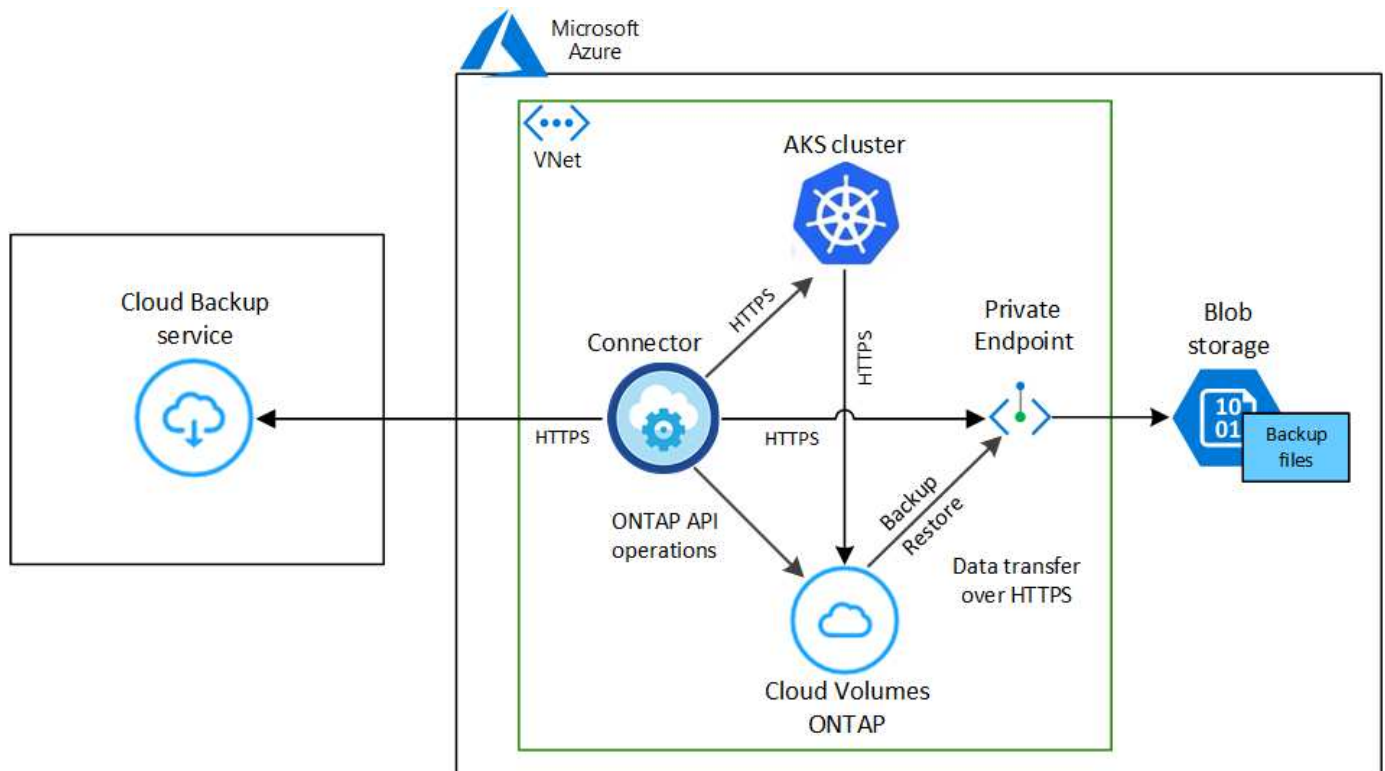 Microsoft
Azure
VNet
AKS cluster
Cloud Backup
service
Connector
HTTPS
HTTPS
Private
Endpoint
Blob
storage
10
01
Backup
files
HTTPS
HTTPS
ONTAP API
operations
Backup
Restore
Data transfer
over HTTPS
Cloud Volumes
ONTAP